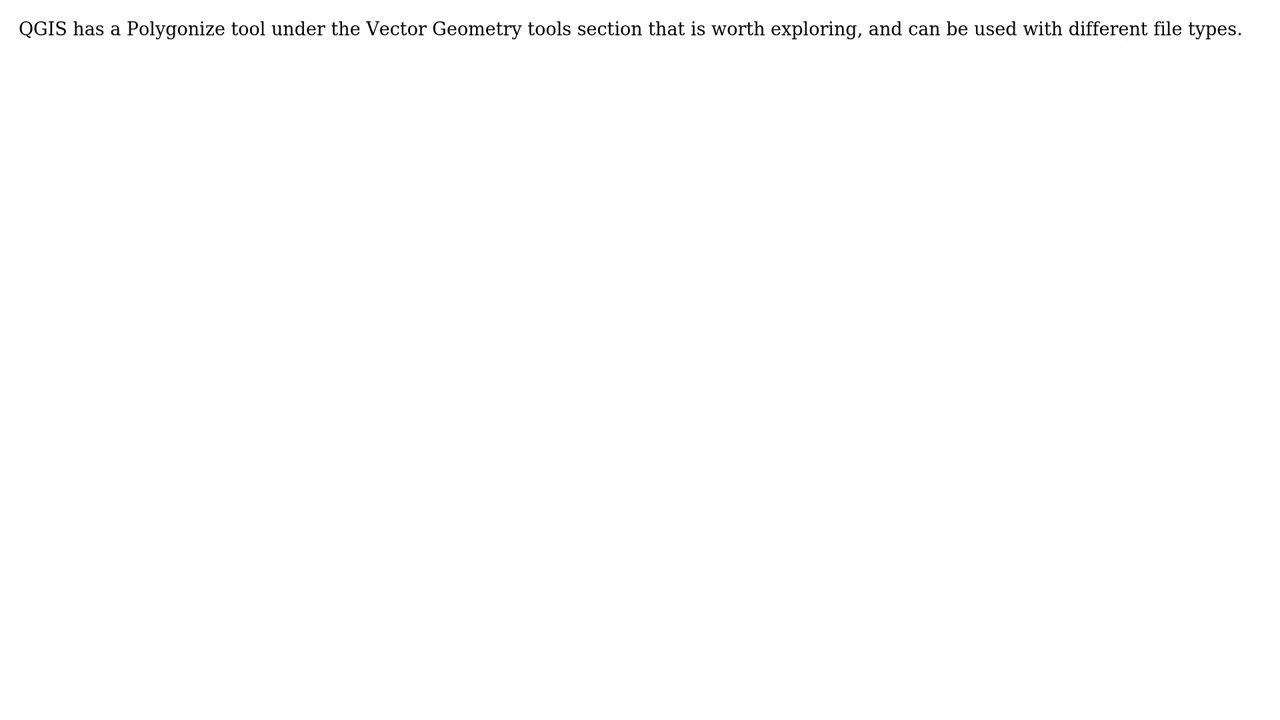 QGIS has a Polygonize tool under the Vector Geometry tools section that is worth exploring, and can be used with different file types.